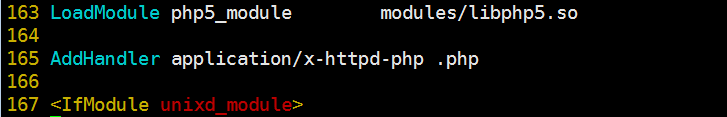 163 LoadModule php5_module        modules/libphp5.so
164
165 AddHandler application/x-httpd-php .php
166
167 <IfModule unixd_module>